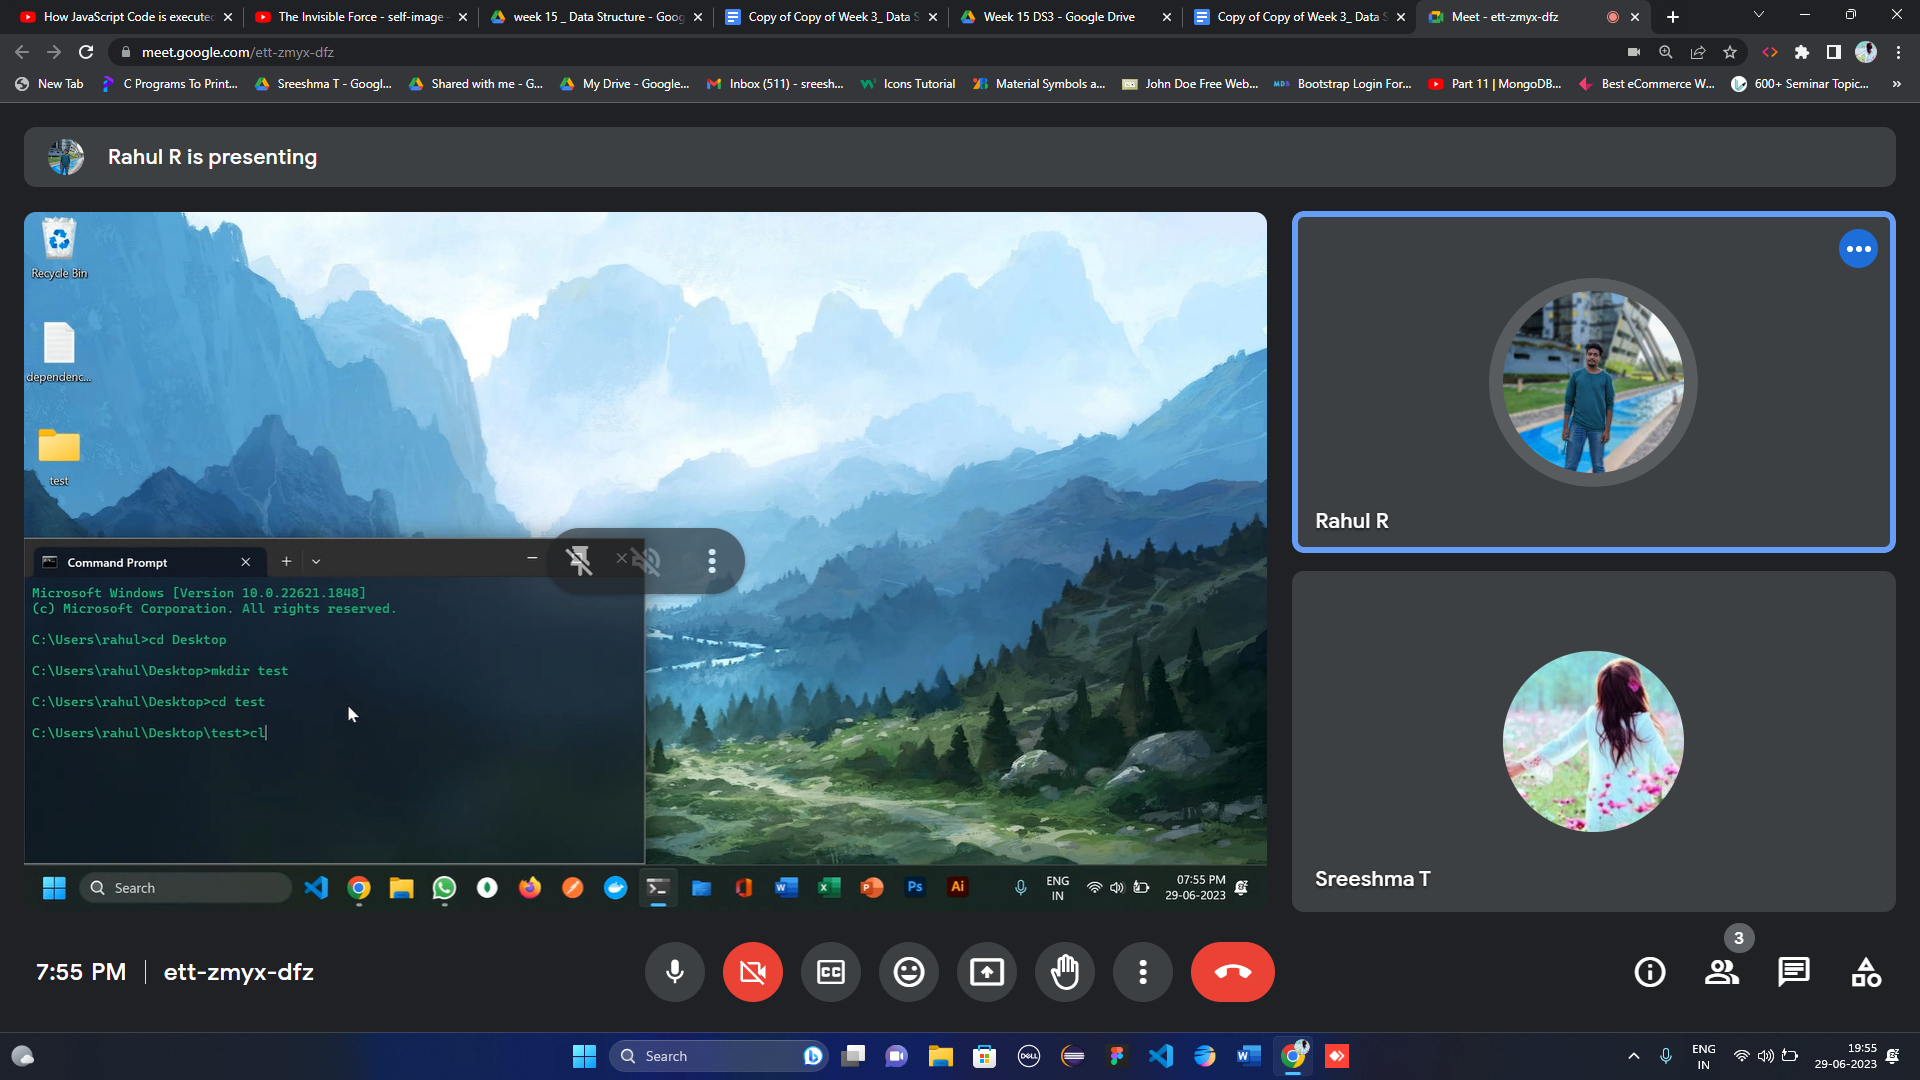 How JavaScript Code is execute
The Invisible Force - self-image
week 15 _ Data Structure - Goog
Copy of Copy of Week 3_ Data S
Week 15 DS3 - Google Drive
Copy of Copy of Week 3_ Data S
Meet - ett-zmyx-dfz
meet.google.com/ett-zmyx-dfz
New Tab
C Programs To Print...
Sreeshma T - Googl...
Shared with me - G...
My Drive - Google...
Inbox (511) - sreesh...
Icons Tutorial
Material Symbols a...
John Doe Free Web...
MDB
Bootstrap Login For...
Part 11 | MongoDB...
Best eCommerce W...
600+ Seminar Topic...
»
Rahul R is presenting
Recycle Bin
dependenc...
test
Command Prompt
Microsoft Windows [Version 10.0.22621.1848]
(c) Microsoft Corporation. All rights reserved.
C:\Users\rahul>cd Desktop
C:\Users\rahul\Desktop>mkdir test
C:\Users\rahul\Desktop>cd test
C:\Users\rahul\Desktop\test>cl
Search
W
X
P
Ps
Ai
ENG
IN
07:55 PM
29-06-2023
Rahul R
Sreeshma T
7:55 PM | ett-zmyx-dfz
CC
3
Search
DELL
W
ENG
IN
19:55
29-06-2023